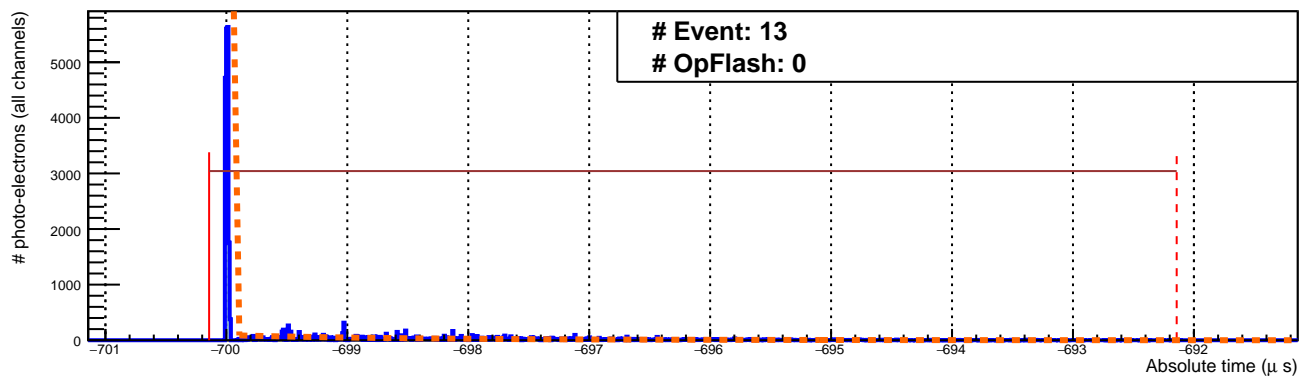 # Event: 13
# OpFlash: 0
# photo-electrons (all channels)
5000
4000
3000
2000
1000
0
−701 −700 −699 −698 −697 −696 −695 −694 −693 −692
Absolute time (μ s)